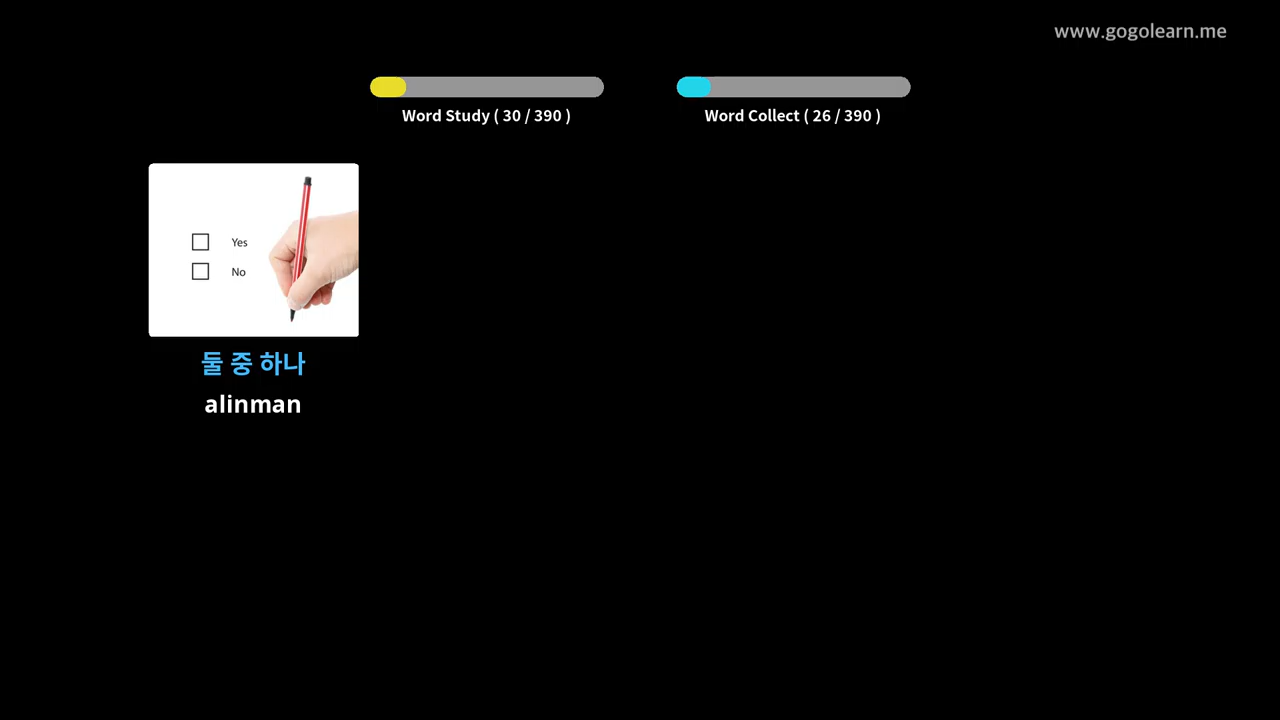 www.gogolearn.me
Word Study ( 30 / 390 )
Word Collect ( 26 / 390 )
Yes
No
둘 중 하나
alinman